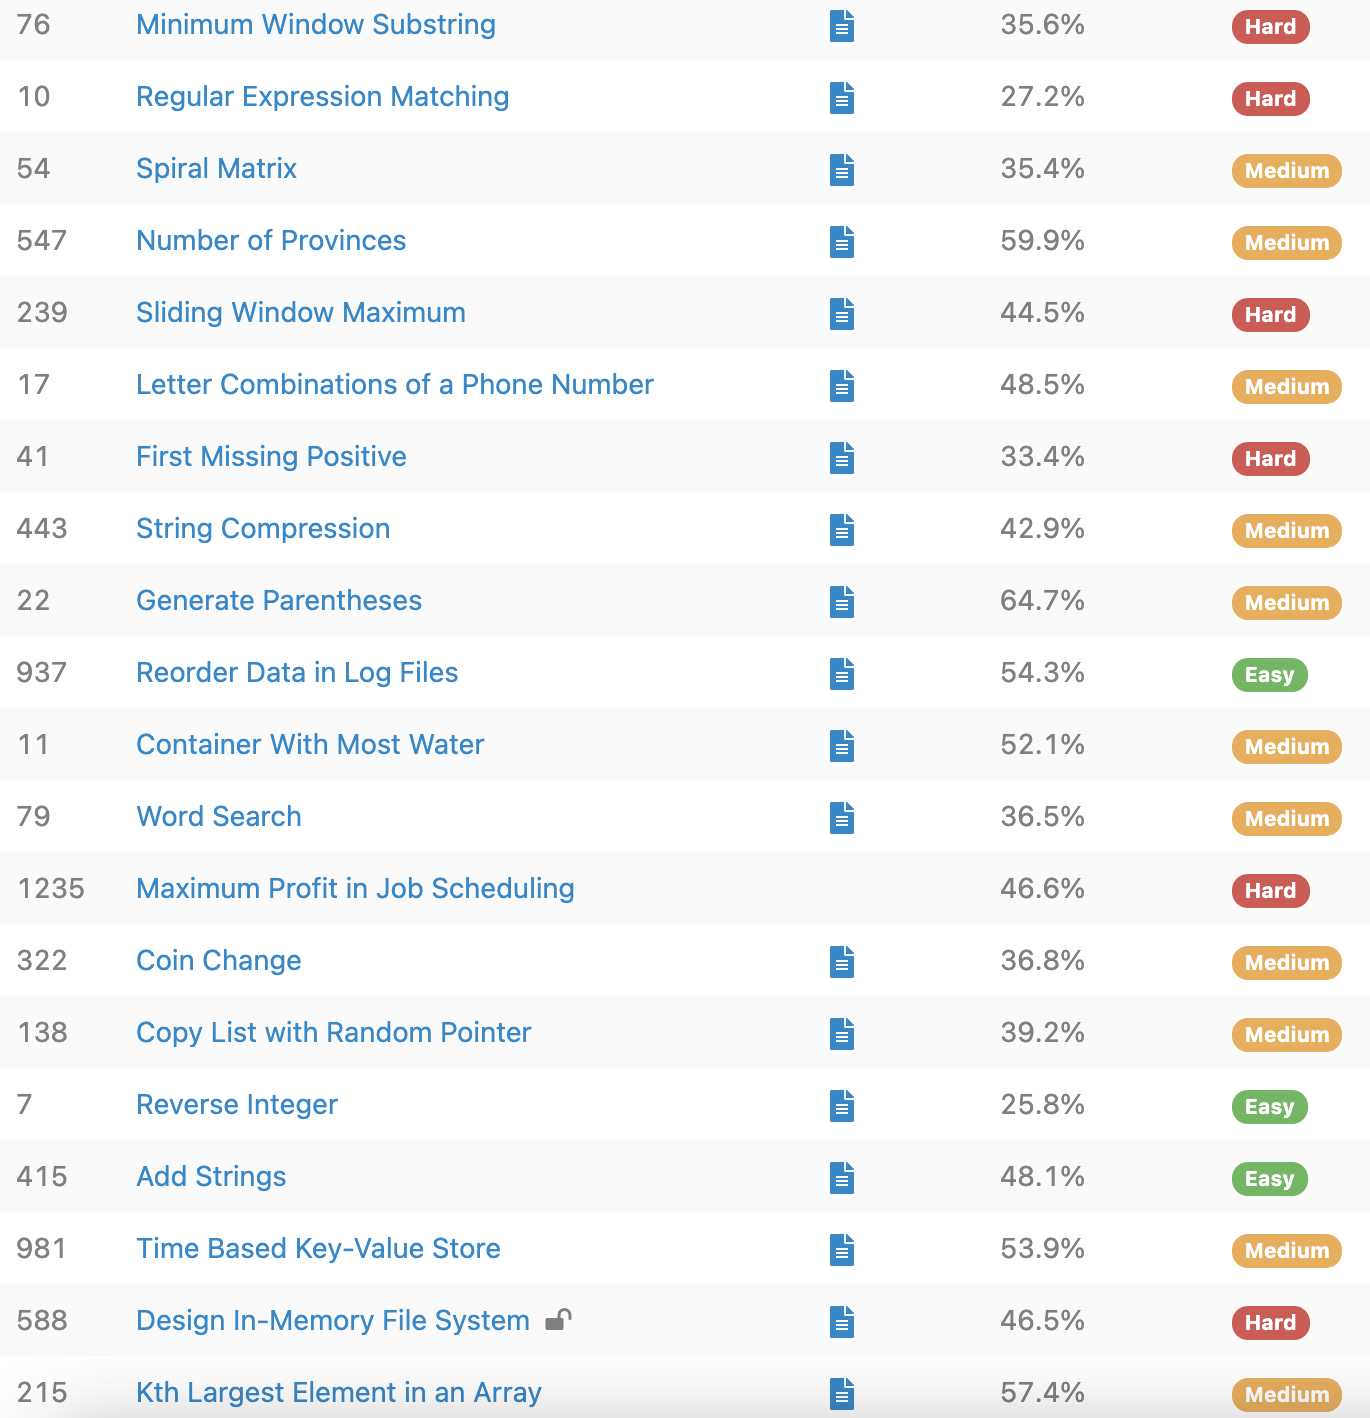 76 Minimum Window Substring 35.6% Hard
10 Regular Expression Matching 27.2% Hard
54 Spiral Matrix 35.4% Medium
547 Number of Provinces 59.9% Medium
239 Sliding Window Maximum 44.5% Hard
17 Letter Combinations of a Phone Number 48.5% Medium
41 First Missing Positive 33.4% Hard
443 String Compression 42.9% Medium
22 Generate Parentheses 64.7% Medium
937 Reorder Data in Log Files 54.3% Easy
11 Container With Most Water 52.1% Medium
79 Word Search 36.5% Medium
1235 Maximum Profit in Job Scheduling 46.6% Hard
322 Coin Change 36.8% Medium
138 Copy List with Random Pointer 39.2% Medium
7 Reverse Integer 25.8% Easy
415 Add Strings 48.1% Easy
981 Time Based Key-Value Store 53.9% Medium
588 Design In-Memory File System 46.5% Hard
215 Kth Largest Element in an Array 57.4% Medium